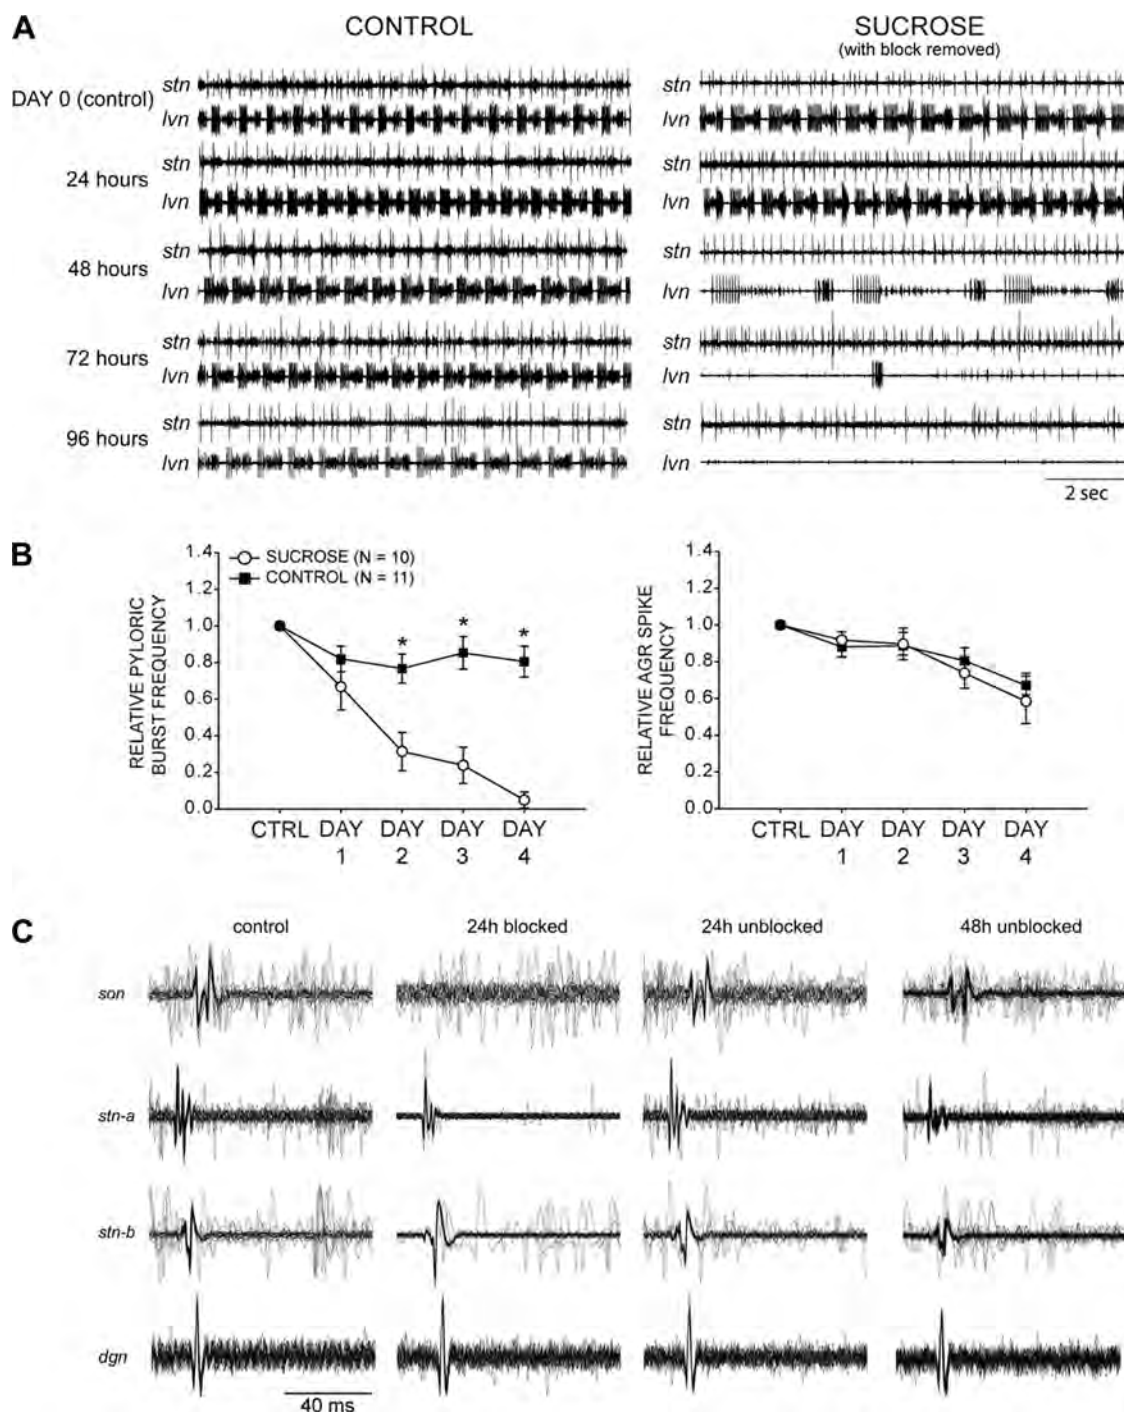 A
CONTROL
SUCROSE
(with block removed)
DAY 0 (control)
stn
lvn
stn
lvn
24 hours
stn
lvn
stn
lvn
48 hours
stn
lvn
stn
lvn
72 hours
stn
lvn
stn
lvn
96 hours
stn
lvn
stn
lvn
2 sec
B
RELATIVE PYLORIC
BURST FREQUENCY
1.4
1.2
1.0
0.8
0.6
0.4
0.2
0.0
SUCROSE (N = 10)
CONTROL (N = 11)
*
*
*
CTRL DAY DAY DAY DAY
1 2 3 4
RELATIVE AGR SPIKE
FREQUENCY
1.4
1.2
1.0
0.8
0.6
0.4
0.2
0.0
CTRL DAY DAY DAY DAY
1 2 3 4
C
control
24h blocked
24h unblocked
48h unblocked
son
stn-a
stn-b
dgn
40 ms